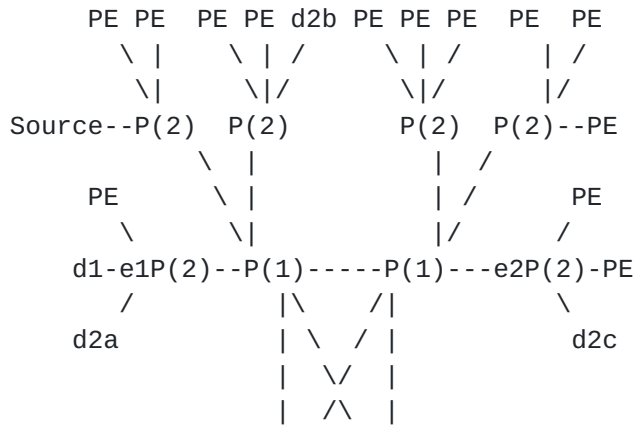 PE PE  PE PE d2b PE PE PE  PE  PE
\ |    \ | /     \ | /     | /
\|     \|/       \|/      |/
Source--P(2)  P(2)       P(2)  P(2)--PE
\  |           |  /
PE      \ |           | /      PE
\      \|           |/      /
d1-e1P(2)--P(1)-----P(1)---e2P(2)-PE
/         |\    /|          \
d2a          | \  / |           d2c
|  \/  |
|  /\  |